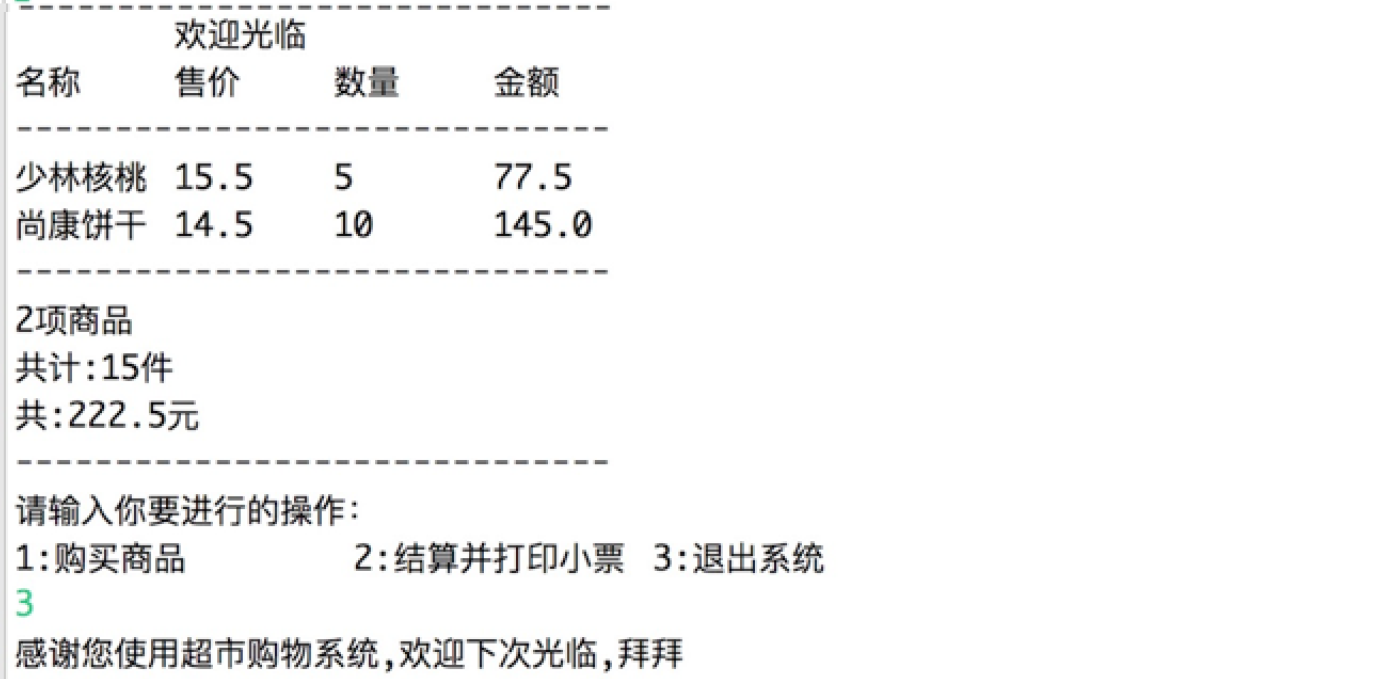 ------------------------------
欢迎光临
名称 售价 数量 金额
------------------------------
少林核桃 15.5 5 77.5
尚康饼干 14.5 10 145.0
------------------------------
2项商品
共计:15件
共:222.5元
------------------------------
请输入你要进行的操作:
1:购买商品 2:结算并打印小票 3:退出系统
3
感谢您使用超市购物系统,欢迎下次光临,拜拜